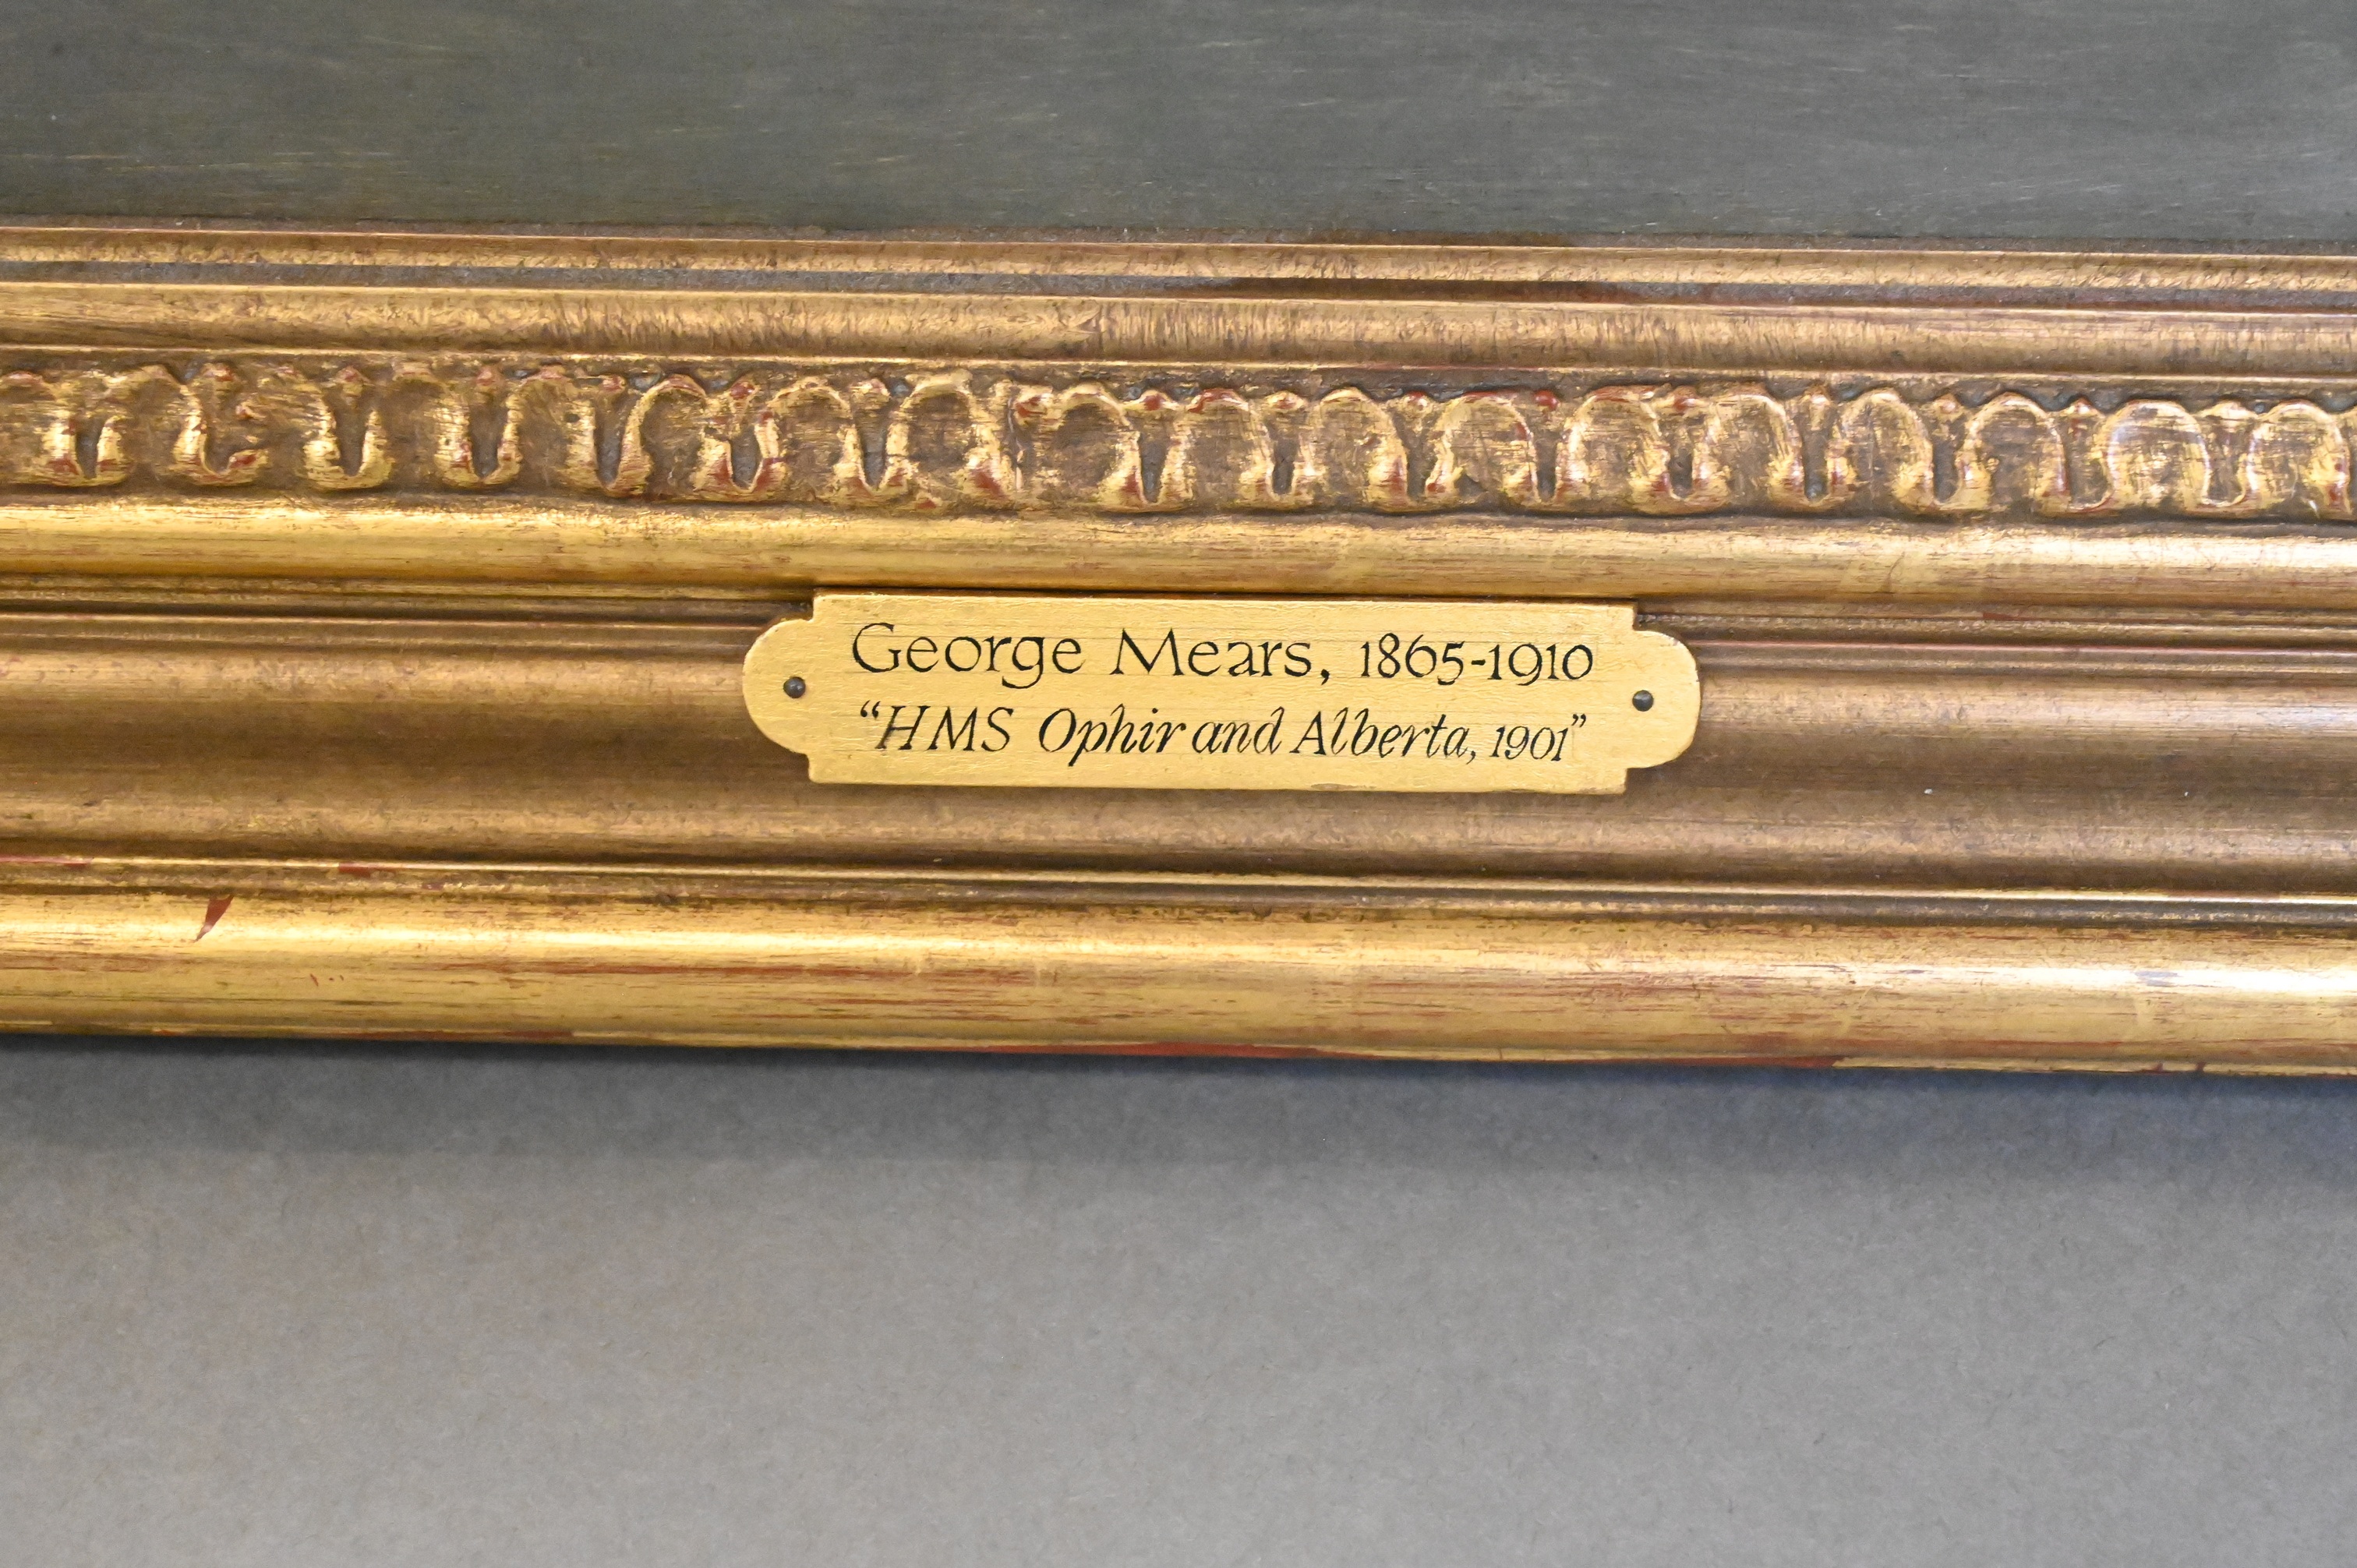 George Mears, 1865-1910
“HMS Ophir and Alberta, 1901”